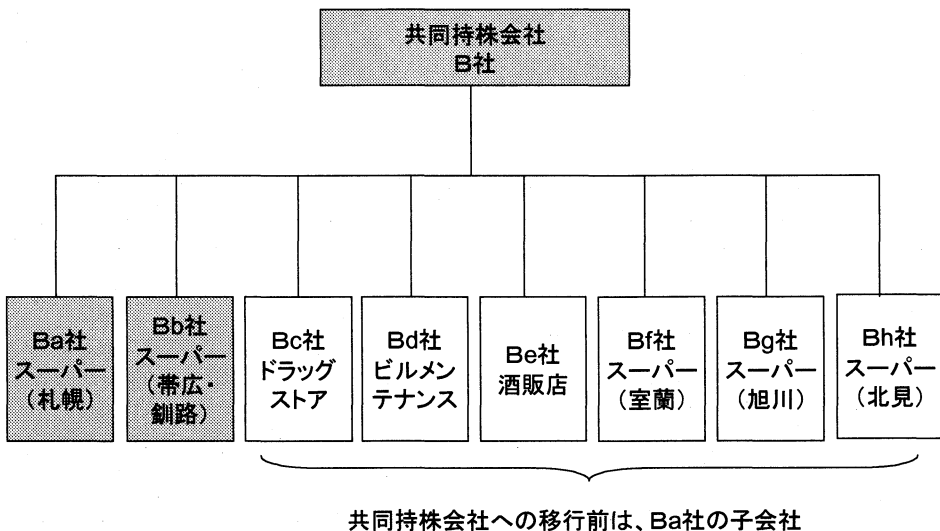 共同持株会社
B社
Ba社
スーパー
(札幌)
Bb社
スーパー
(帯広・
釧路)
Bc社
ドラッグ
ストア
Bd社
ビルメン
テナンス
Be社
酒販店
Bf社
スーパー
(室蘭)
Bg社
スーパー
(旭川)
Bh社
スーパー
(北見)
共同持株会社への移行前は、Ba社の子会社